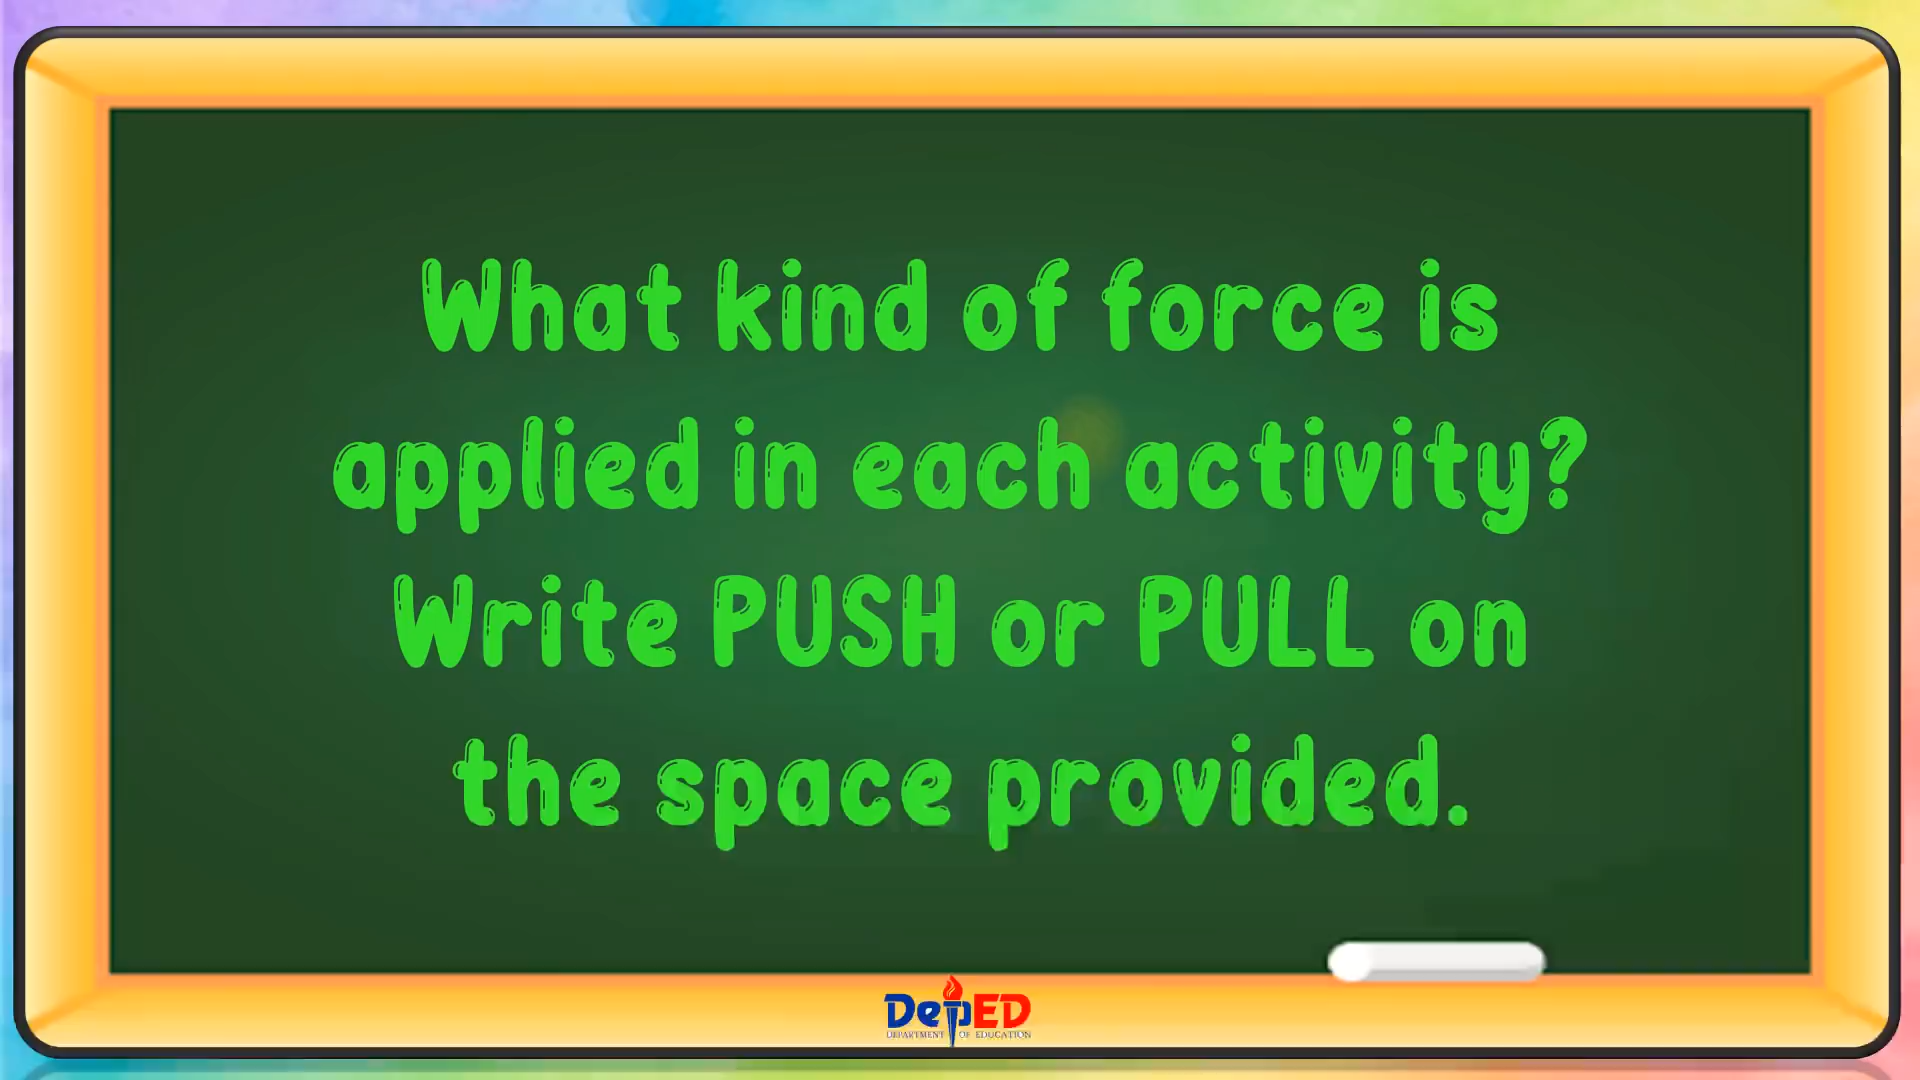 What kind of force is
applied in each activity?
Write PUSH or PULL on
the space provided.
DepED
DEPARTMENT OF EDUCATION